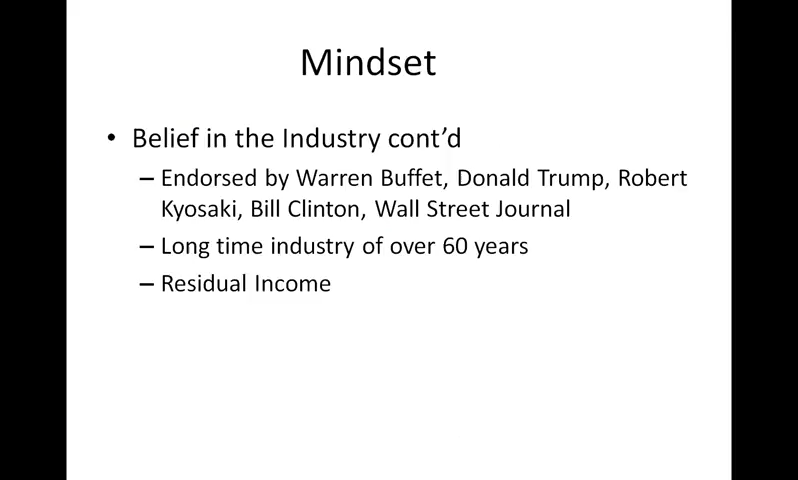 Mindset
• Belief in the Industry cont’d
– Endorsed by Warren Buffet, Donald Trump, Robert
Kyosaki, Bill Clinton, Wall Street Journal
– Long time industry of over 60 years
– Residual Income